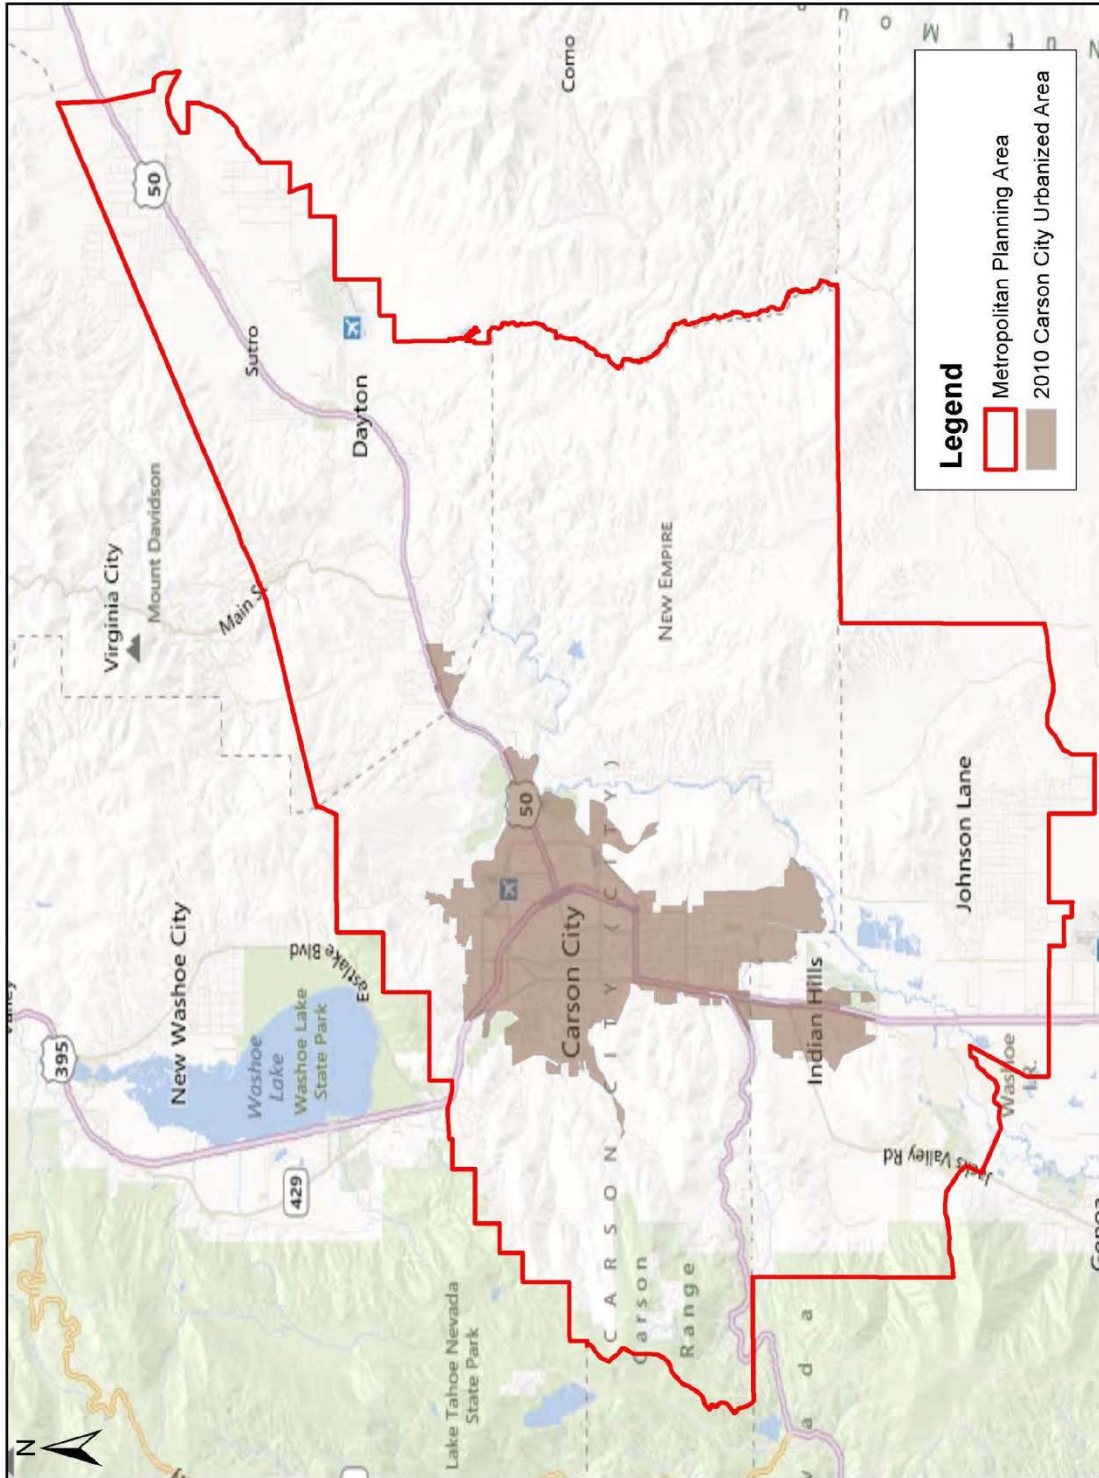 N
395
Virginia City
Mount Davidson
50
New Washoe City
Main St
Sutro
Eastlake Blvd.
Washoe
Lake
Washoe Lake
State Park
429
Dayton
Como
50
Lake Tahoe Nevada
State Park
Carson City
CARSON CITY (CITY)
Carson
Range
NEW EMPIRE
Indian Hills
Johnson Lane
Jacks Valley Rd
Washoe
I.R.
Genoa
Legend
Metropolitan Planning Area
2010 Carson City Urbanized Area